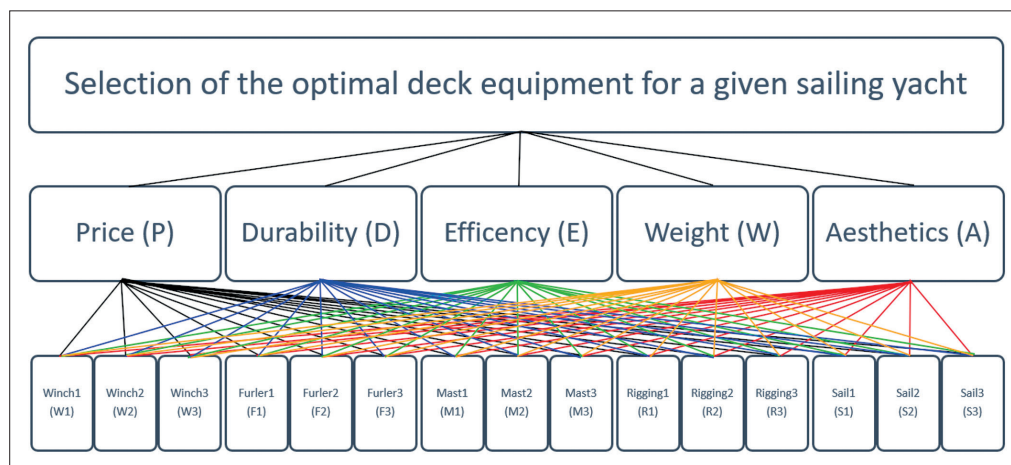 Selection of the optimal deck equipment for a given sailing yacht
Price (P)
Durability (D)
Efficency (E)
Weight (W)
Aesthetics (A)
Winch1
(W1)
Winch2
(W2)
Winch3
(W3)
Furler1
(F1)
Furler2
(F2)
Furler3
(F3)
Mast1
(M1)
Mast2
(M2)
Mast3
(M3)
Rigging1
(R1)
Rigging2
(R2)
Rigging3
(R3)
Sail1
(S1)
Sail2
(S2)
Sail3
(S3)